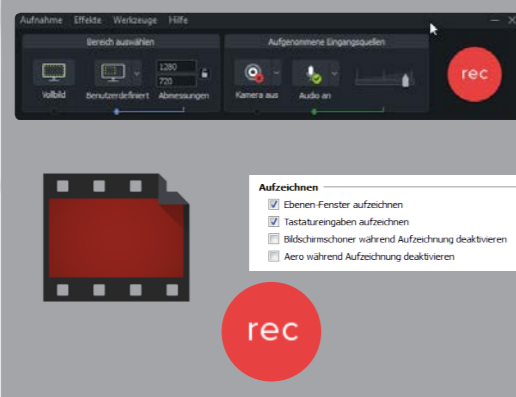 Aufnahme Effekte Werkzeuge Hilfe
Bereich auswählen
Aufgenommene Eingangsquellen
1280
720
Vollbild Benutzerdefiniert Abmessungen
Kamera aus Audio an
rec
Aufzeichnen
Ebenen-Fenster aufzeichnen
Tastatureingaben aufzeichnen
Bildschirmschoner während Aufzeichnung deaktivieren
Aero während Aufzeichnung deaktivieren
rec